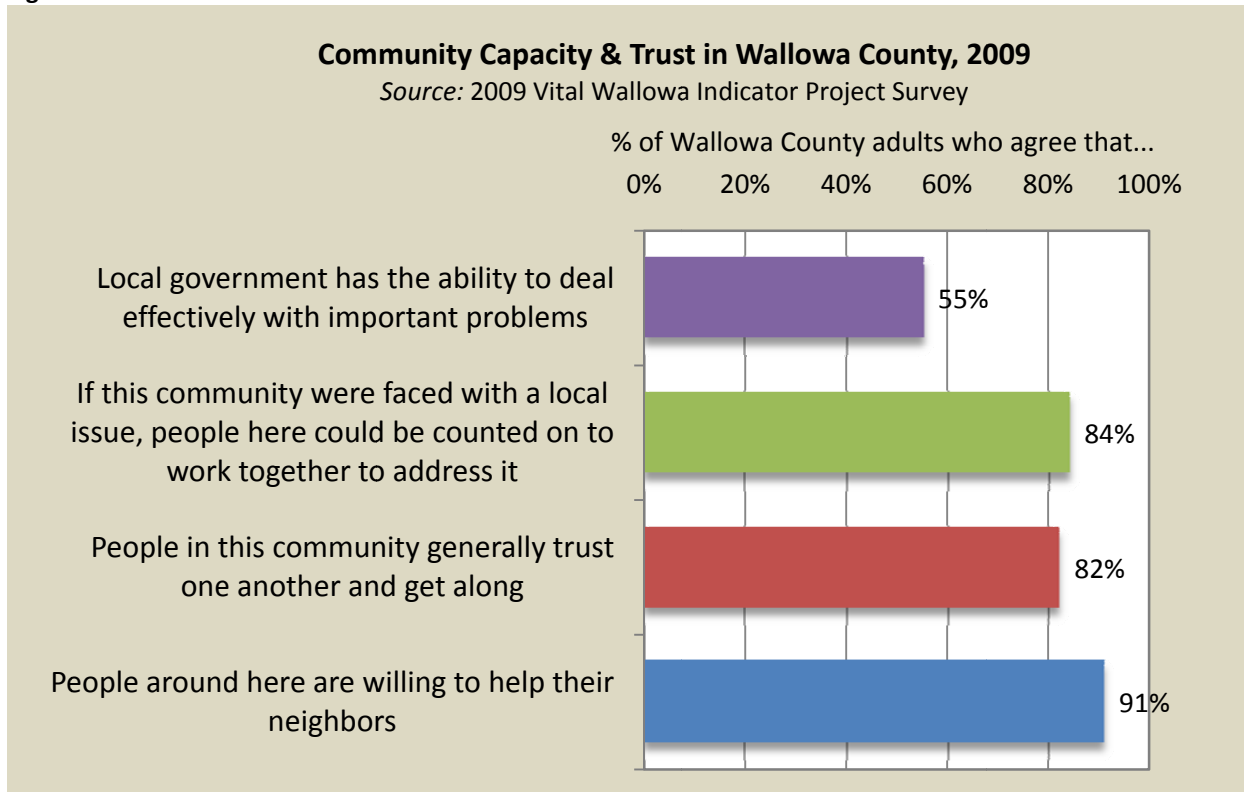 Community Capacity & Trust in Wallowa County, 2009
Source: 2009 Vital Wallowa Indicator Project Survey
% of Wallowa County adults who agree that...
0% 20% 40% 60% 80% 100%
Local government has the ability to deal
effectively with important problems
55%
If this community were faced with a local
issue, people here could be counted on to
work together to address it
84%
People in this community generally trust
one another and get along
82%
People around here are willing to help their
neighbors
91%